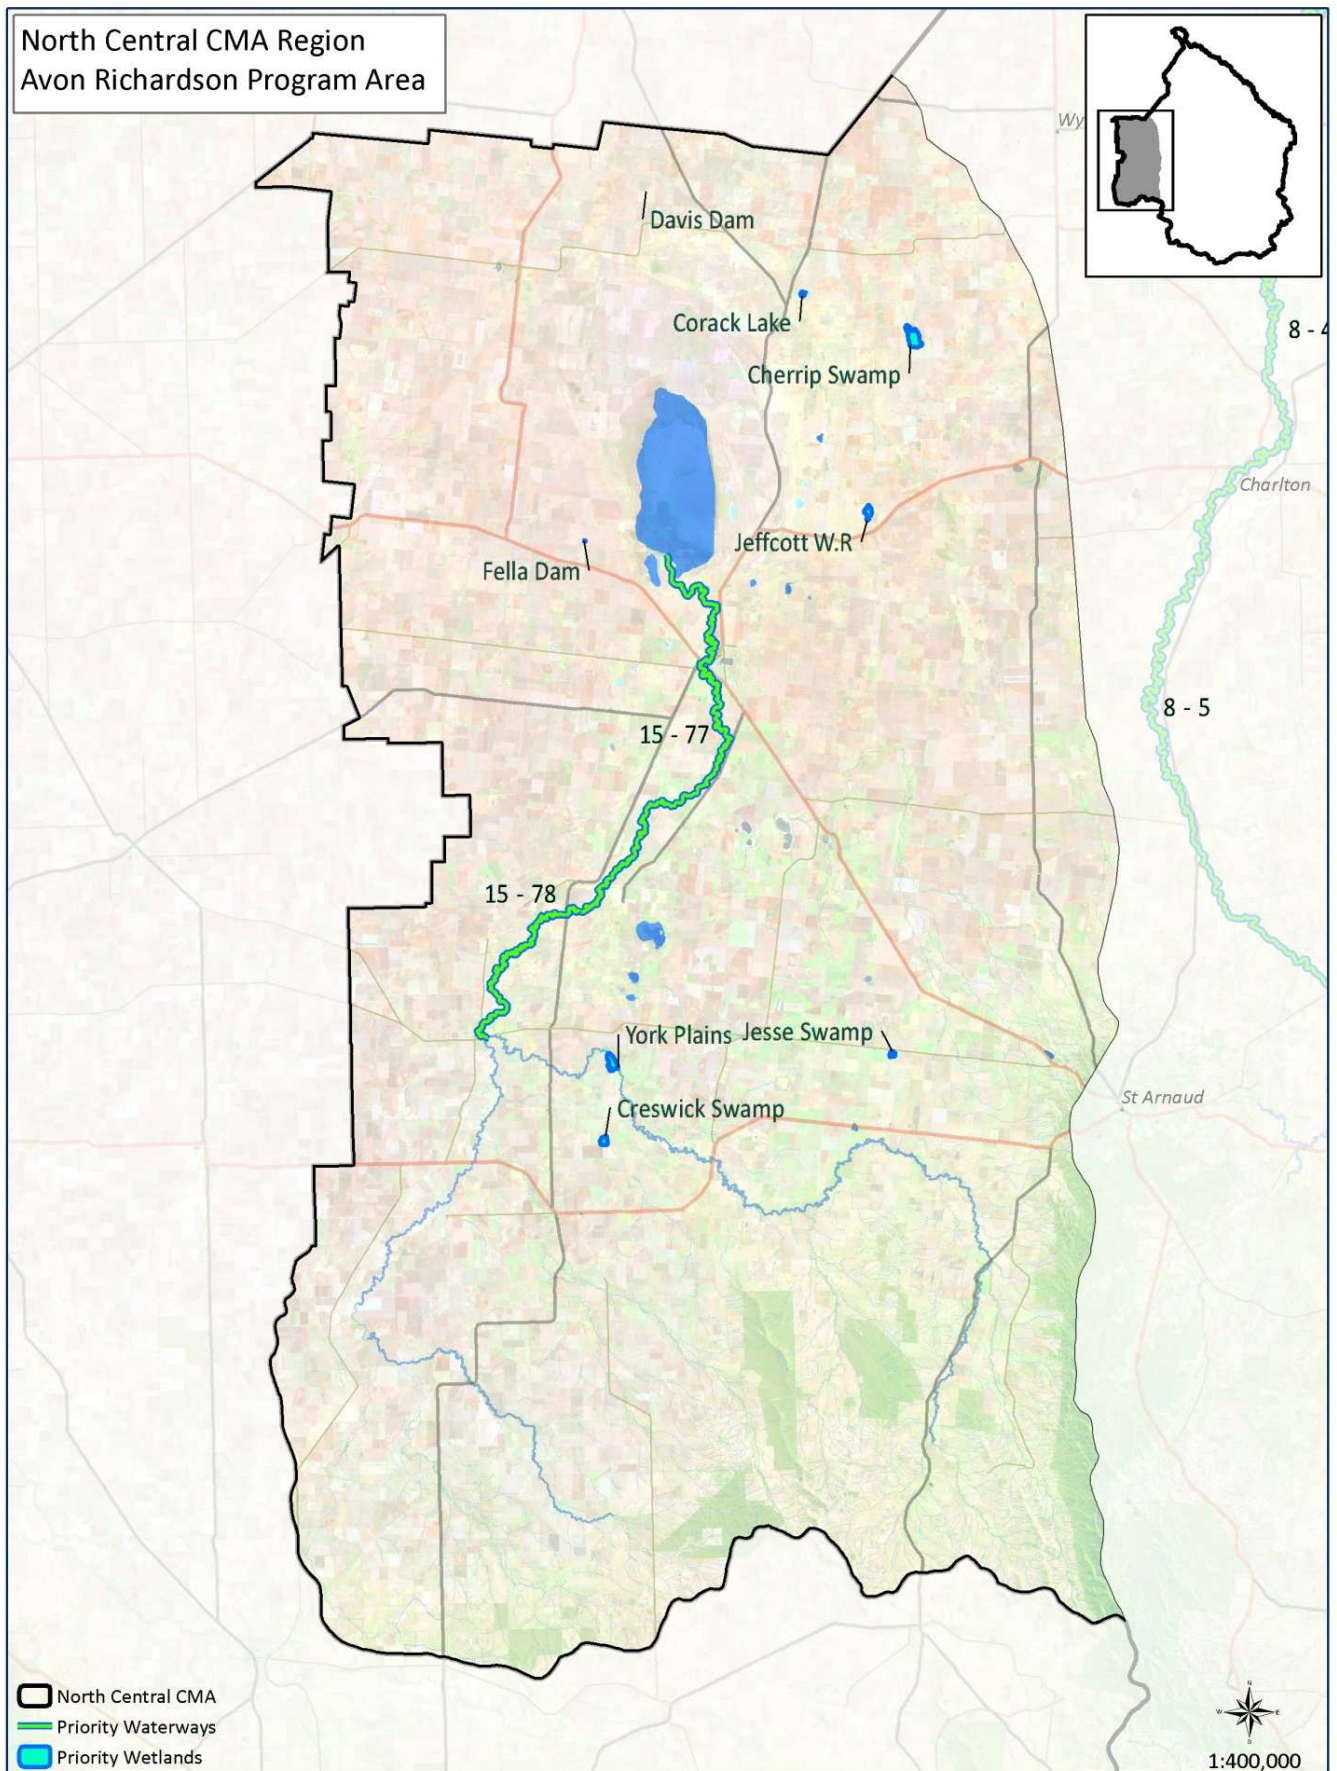 North Central CMA Region
Avon Richardson Program Area
Wy
Davis Dam
Corack Lake
8 - 4
Cherrip Swamp
Charlton
Jeffcott W.R
Fella Dam
8 - 5
15 - 77
15 - 78
York Plains
Jesse Swamp
St Arnaud
Creswick Swamp
North Central CMA
Priority Waterways
Priority Wetlands
N
W
E
S
1:400,000